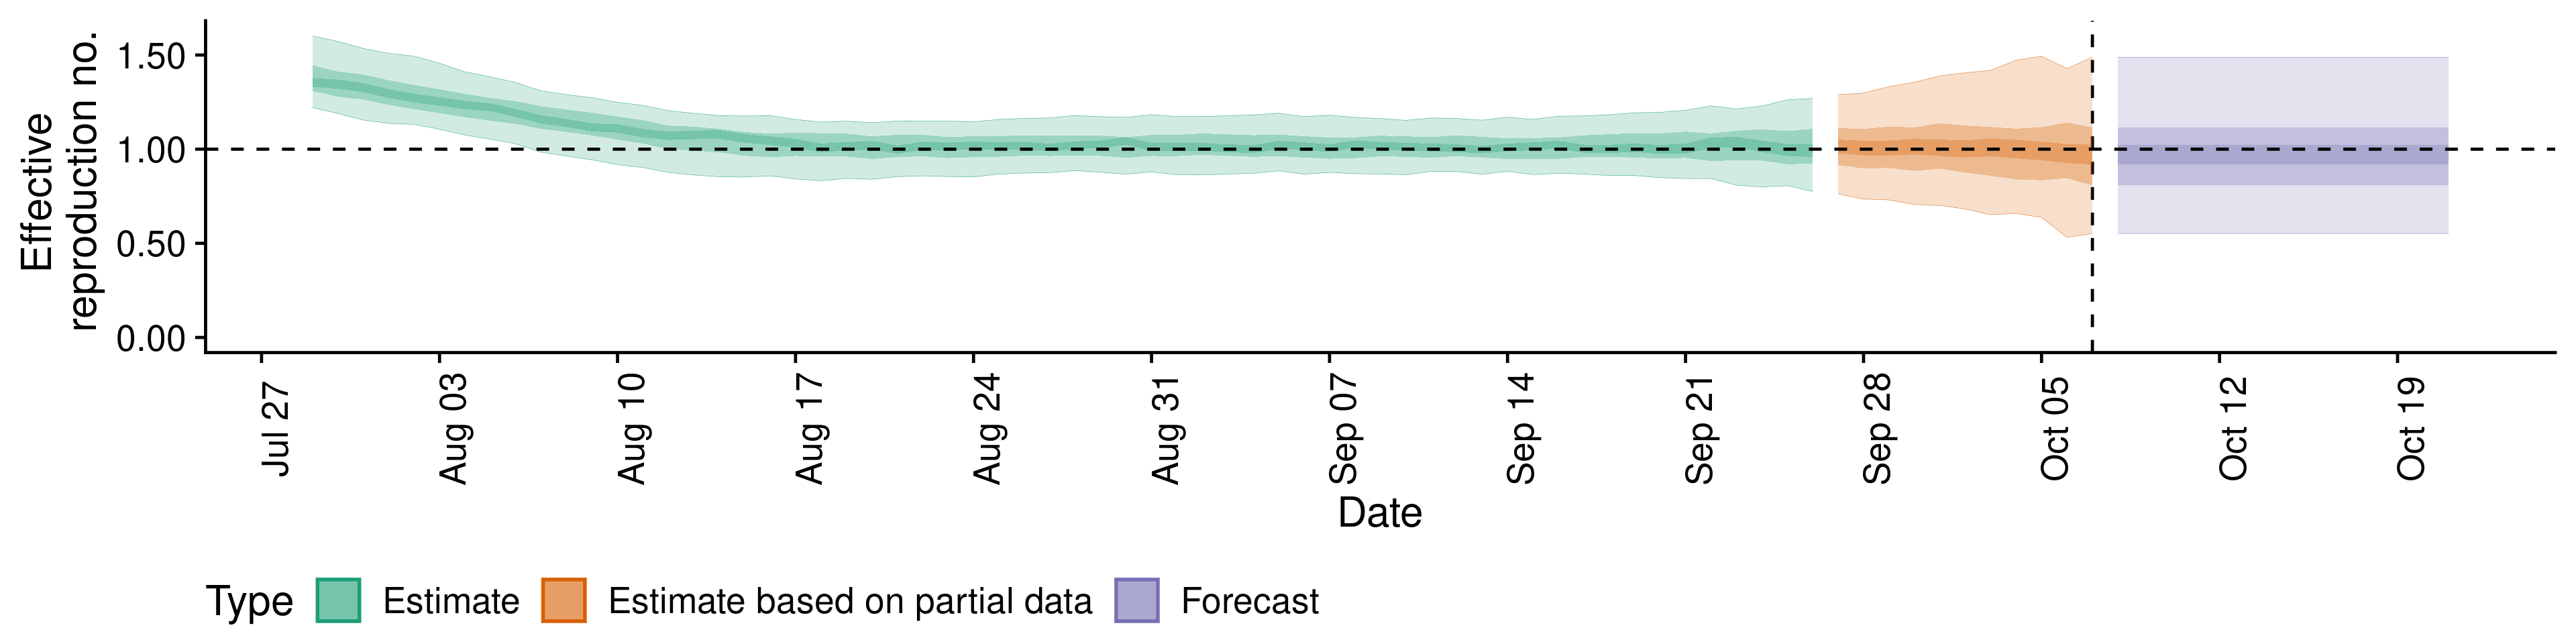 Effective
reproduction no.
1.50
1.00
0.50
0.00
Jul 27
Aug 03
Aug 10
Aug 17
Aug 24
Aug 31
Sep 07
Sep 14
Sep 21
Sep 28
Oct 05
Oct 12
Oct 19
Date
Type Estimate Estimate based on partial data Forecast